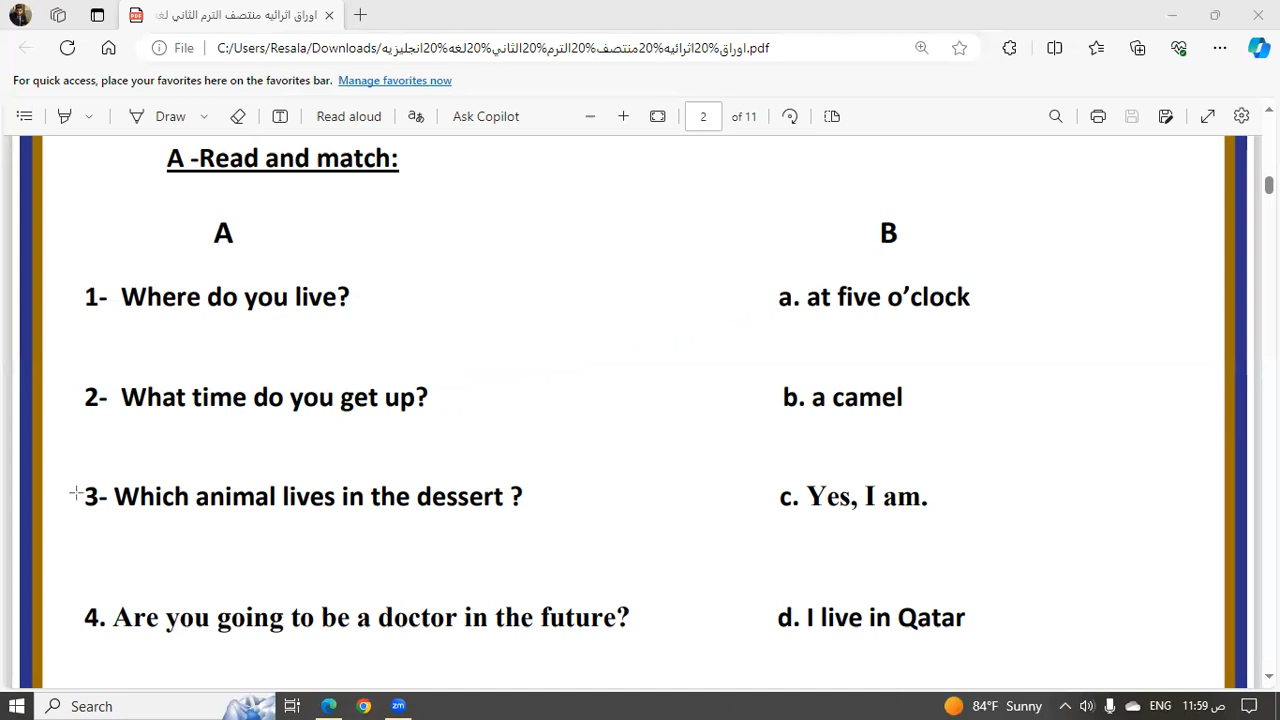 اوراق اثرائيه منتصف الترم الثاني لغ
File
C:/Users/Resala/Downloads/اوراق%20اثرائيه%20منتصف%20الترم%20الثاني%20لغه%20انجليزيه.pdf
For quick access, place your favorites here on the favorites bar. Manage favorites now
Draw
Read aloud
Ask Copilot
2 of 11
A -Read and match:
A B
1- Where do you live? a. at five o’clock
2- What time do you get up? b. a camel
3- Which animal lives in the dessert ? c. Yes, I am.
4. Are you going to be a doctor in the future? d. I live in Qatar
Search
84°F Sunny
ENG
11:59 ص